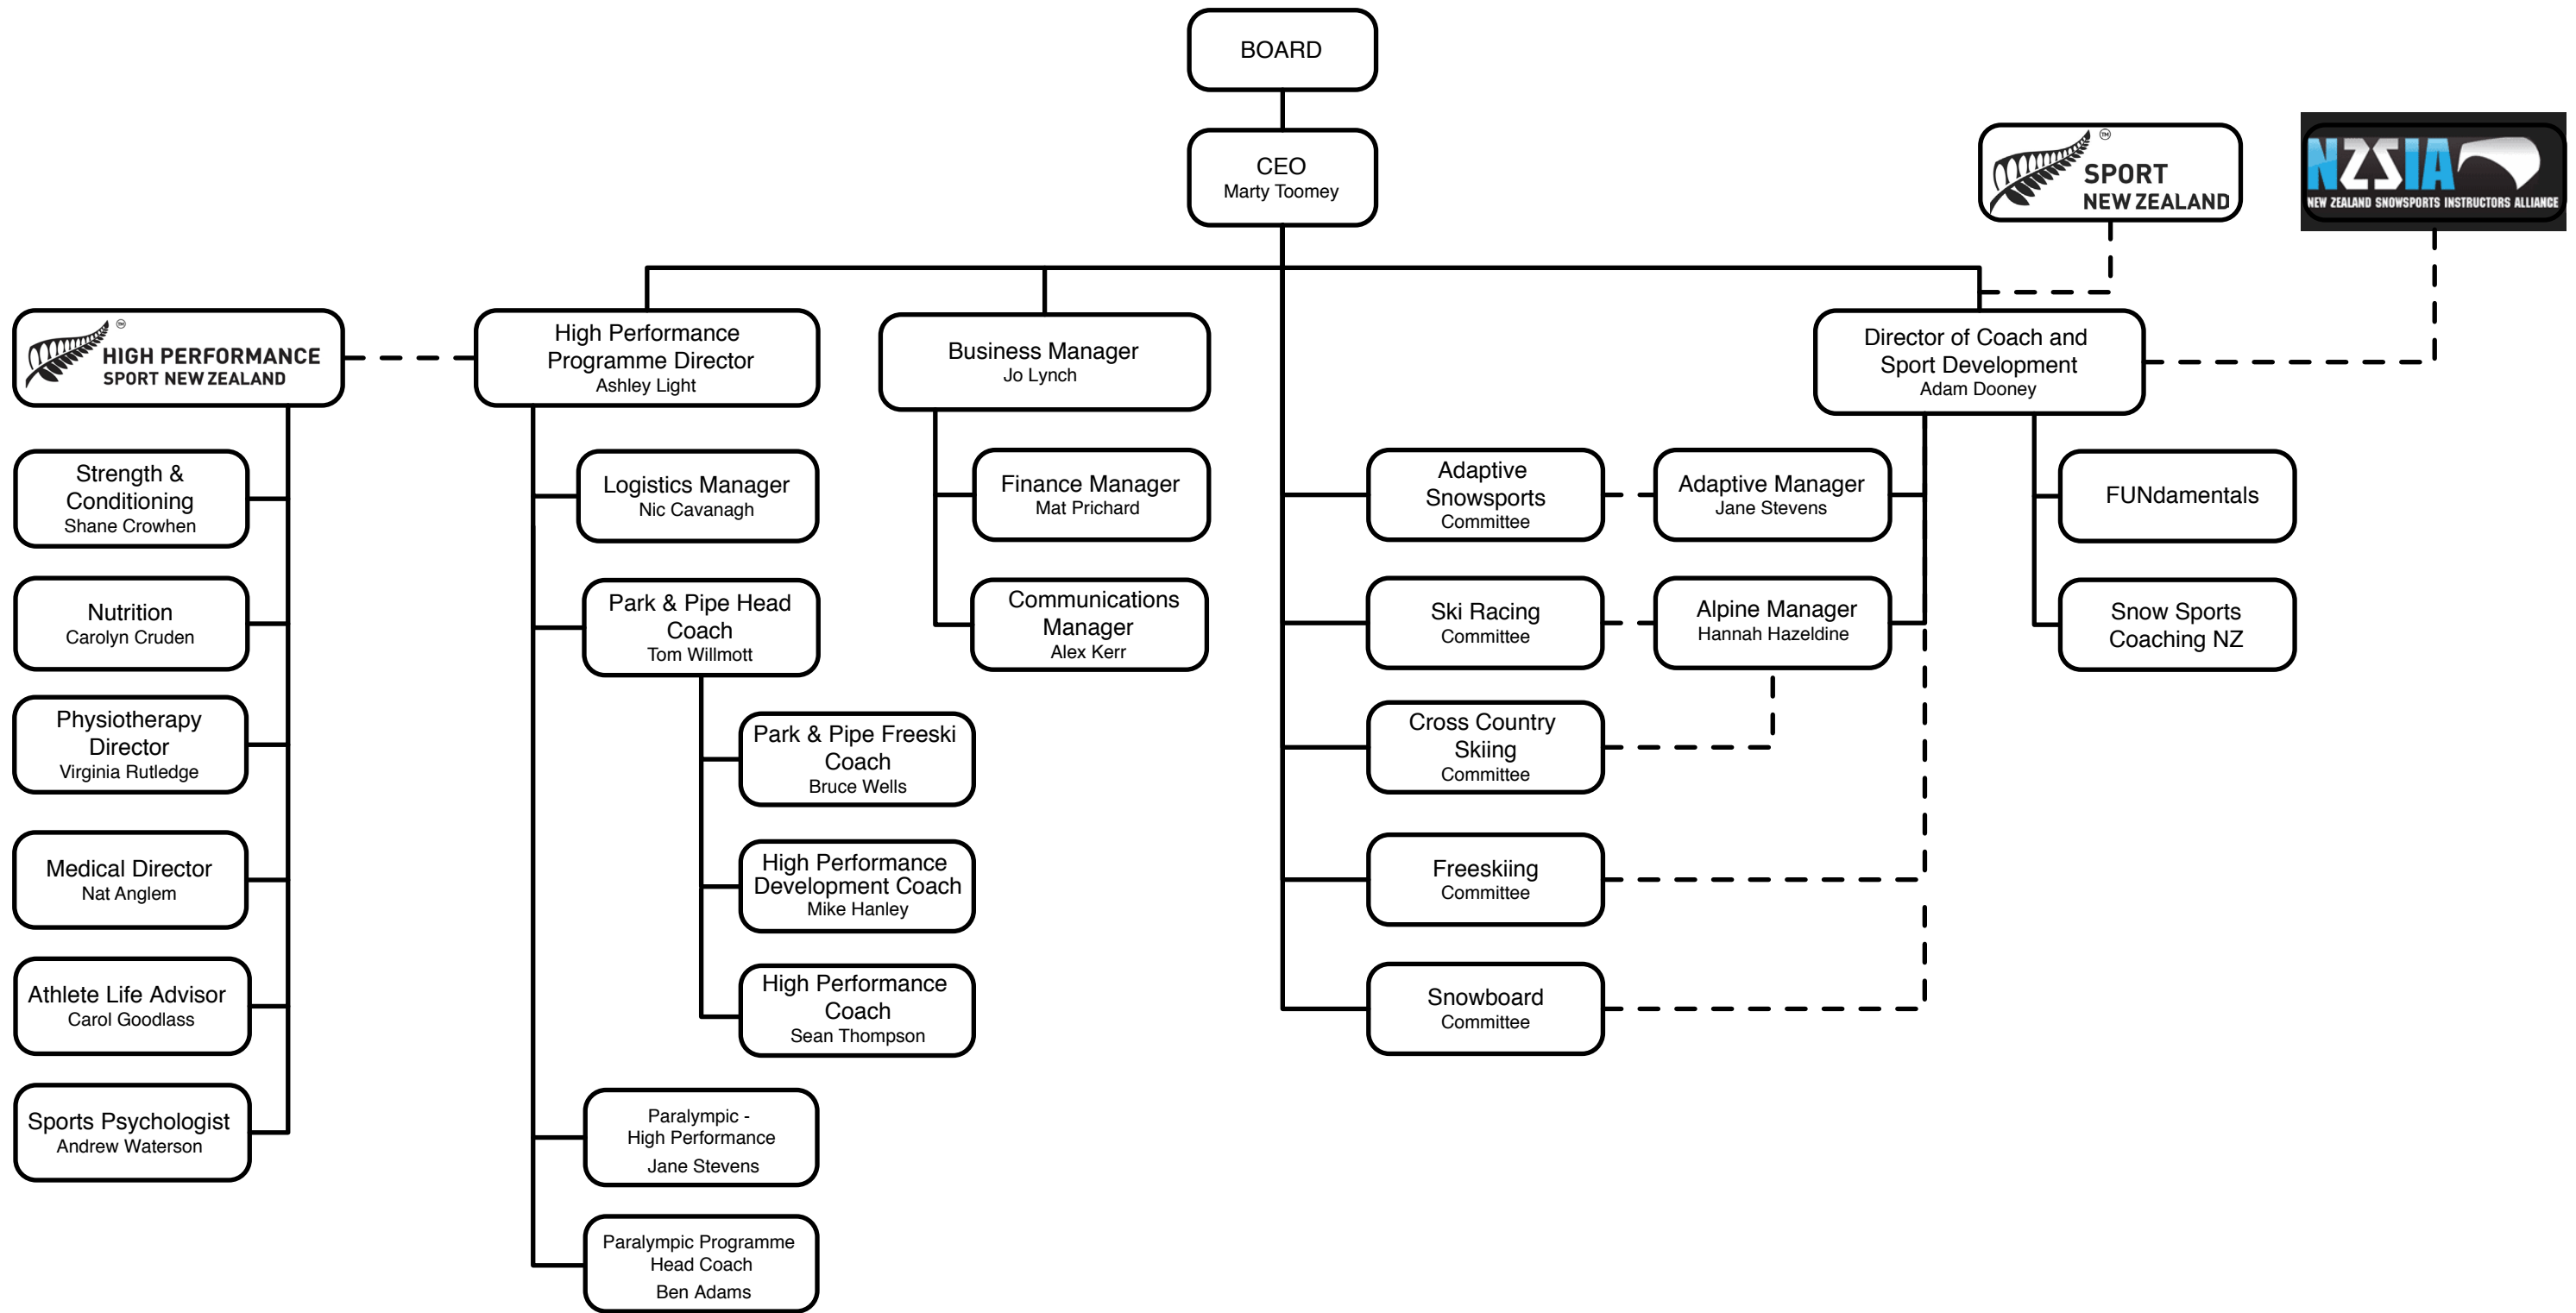 BOARD
CEO
Marty Toomey
SPORT
NEW ZEALAND
TM
NZSIA
NEW ZEALAND SNOWSPORTS INSTRUCTORS ALLIANCE
HIGH PERFORMANCE
SPORT NEW ZEALAND
TM
High Performance
Programme Director
Ashley Light
Business Manager
Jo Lynch
Director of Coach and
Sport Development
Adam Dooney
Strength &
Conditioning
Shane Crowhen
Nutrition
Carolyn Cruden
Physiotherapy
Director
Virginia Rutledge
Medical Director
Nat Anglem
Athlete Life Advisor
Carol Goodlass
Sports Psychologist
Andrew Waterson
Logistics Manager
Nic Cavanagh
Park & Pipe Head
Coach
Tom Willmott
Park & Pipe Freeski
Coach
Bruce Wells
High Performance
Development Coach
Mike Hanley
High Performance
Coach
Sean Thompson
Paralympic -
High Performance
Jane Stevens
Paralympic Programme
Head Coach
Ben Adams
Finance Manager
Mat Prichard
Communications
Manager
Alex Kerr
Adaptive
Snowsports
Committee
Ski Racing
Committee
Cross Country
Skiing
Committee
Freeskiing
Committee
Snowboard
Committee
Adaptive Manager
Jane Stevens
Alpine Manager
Hannah Hazeldine
FUNdamentals
Snow Sports
Coaching NZ